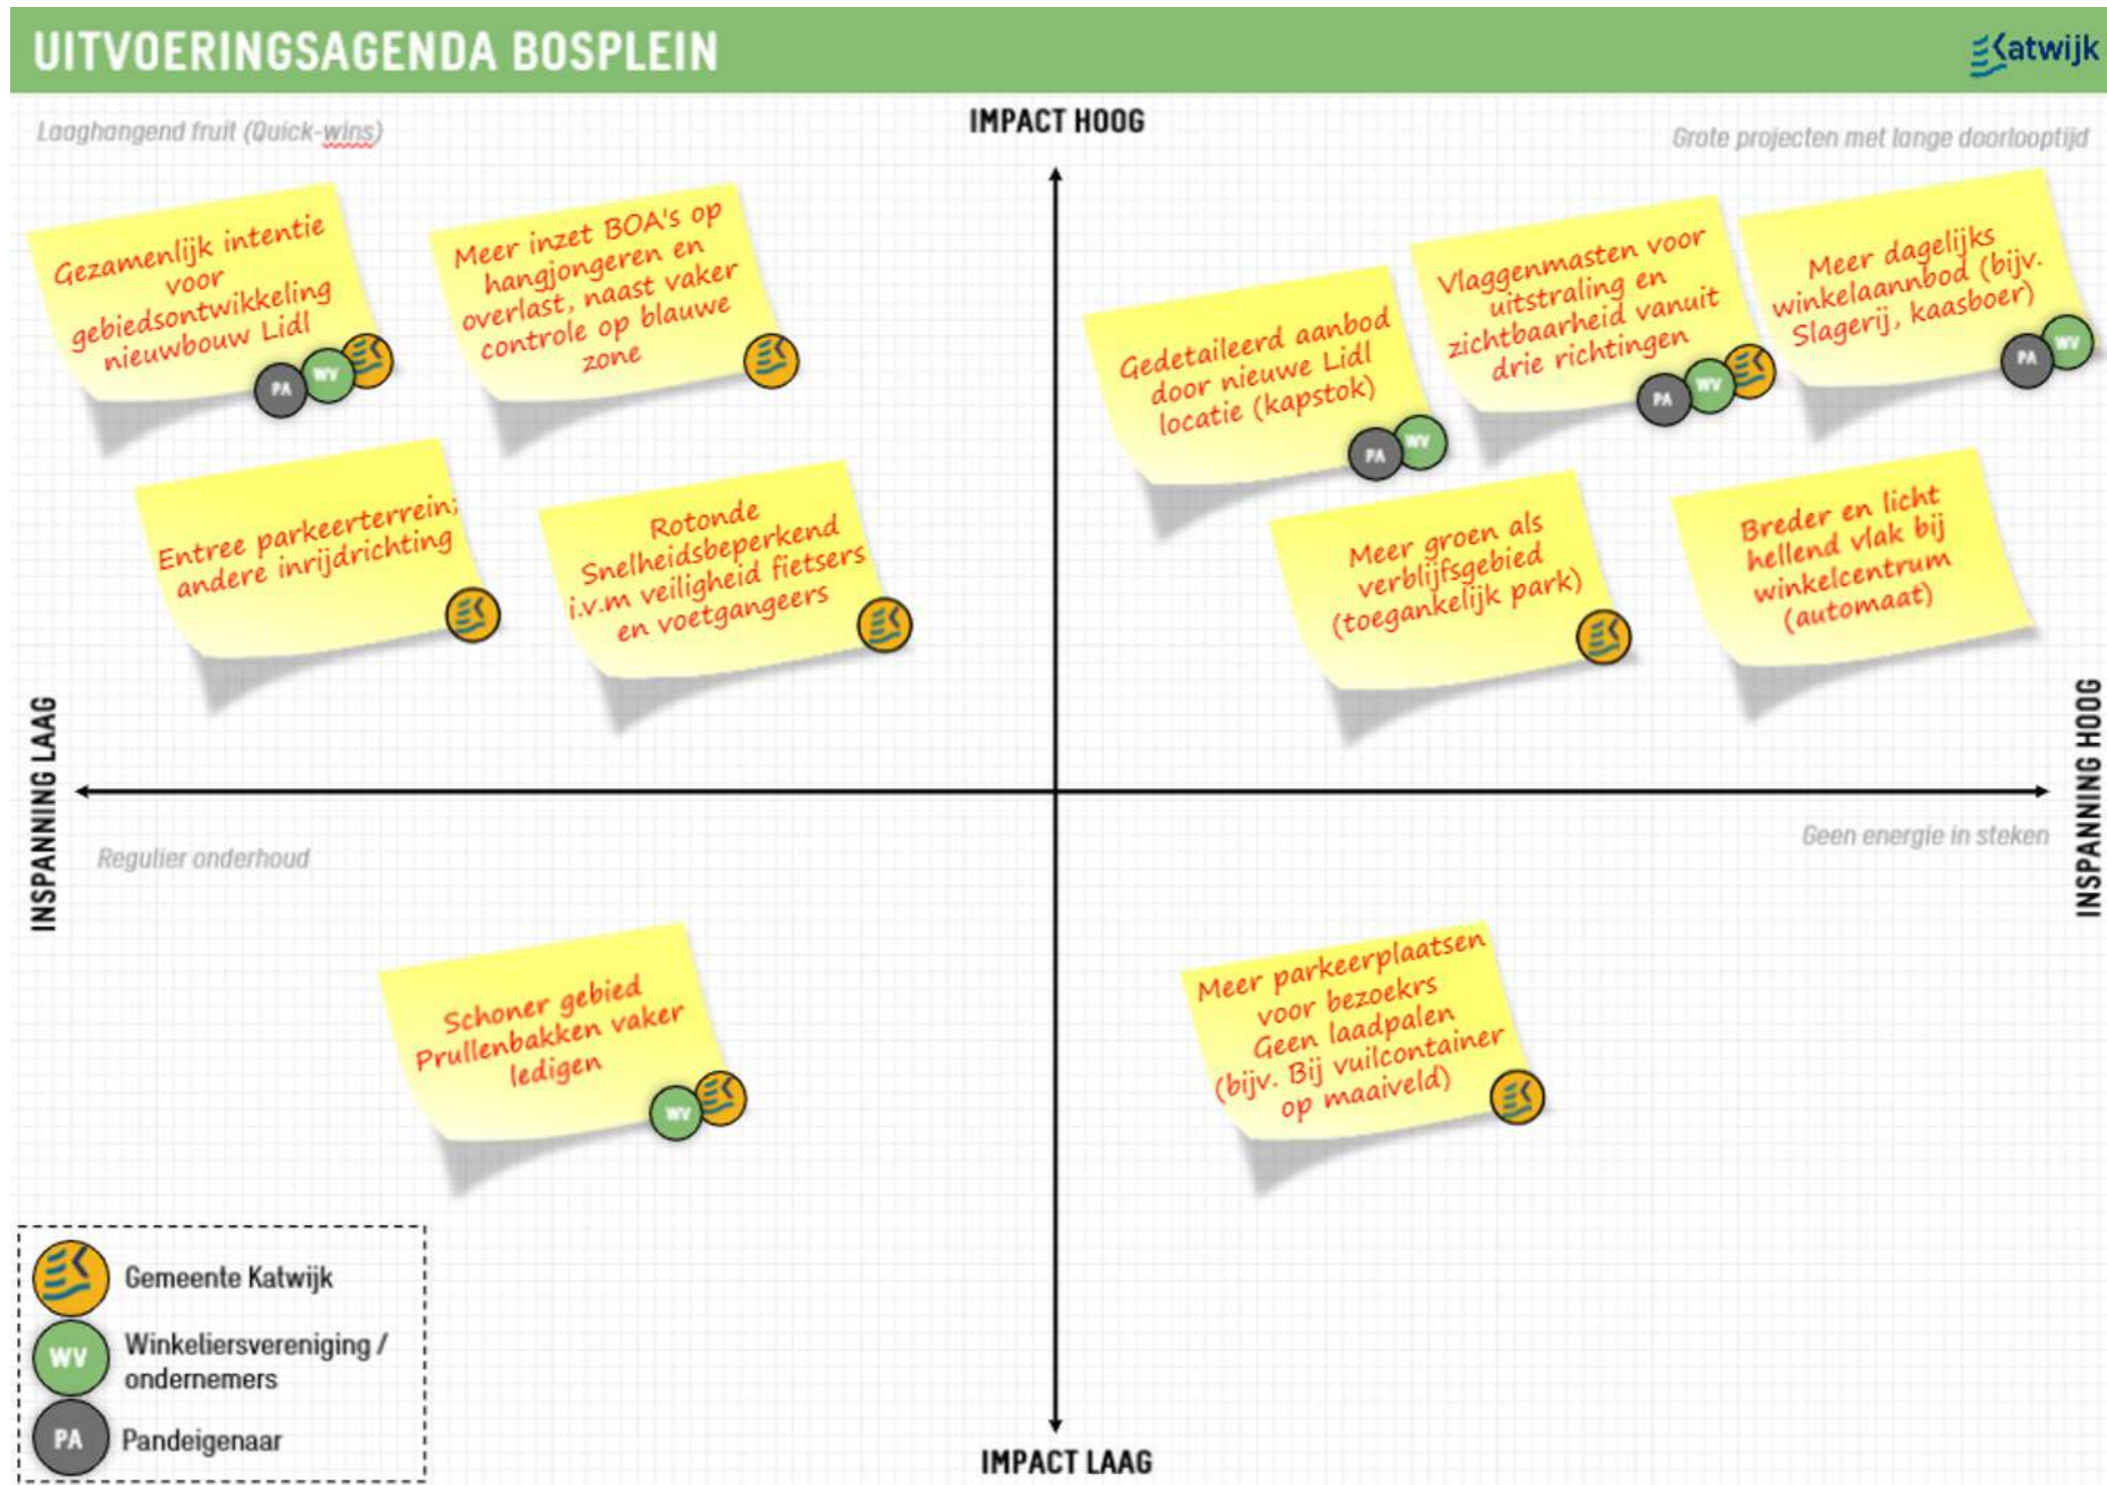 UITVOERINGSAGENDA BOSPLEIN
Katwijk
Laaghangend fruit (Quick-wins)
IMPACT HOOG
Grote projecten met lange doorlooptijd
Gezamenlijk intentie
voor
gebiedsontwikkeling
nieuwbouw Lidl
PA
WV
Meer inzet BOA's op
hangjongeren en
overlast, naast vaker
controle op blauwe
zone
Gedetaileerd aanbod
door nieuwe Lidl
locatie (kapstok)
PA
WV
Vlaggenmasten voor
uitstraling en
zichtbaarheid vanuit
drie richtingen
PA
WV
Meer dagelijks
winkelaannbod (bijv.
Slagerij, kaasboer)
PA
WV
Entree parkeerterrein;
andere inrijdrichting
Rotonde
Snelheidsbeperkend
i.v.m veiligheid fietsers
en voetgangeers
Meer groen als
verblijfsgebied
(toegankelijk park)
Breder en licht
hellend vlak bij
winkelcentrum
(automaat)
INSPANNING LAAG
INSPANNING HOOG
Regulier onderhoud
Geen energie in steken
Schoner gebied
Prullenbakken vaker
ledigen
WV
Meer parkeerplaatsen
voor bezoekrs
Geen laadpalen
(bijv. Bij vuilcontainer
op maaiveld)
Gemeente Katwijk
WV
Winkeliersvereniging /
ondernemers
PA
Pandeigenaar
IMPACT LAAG